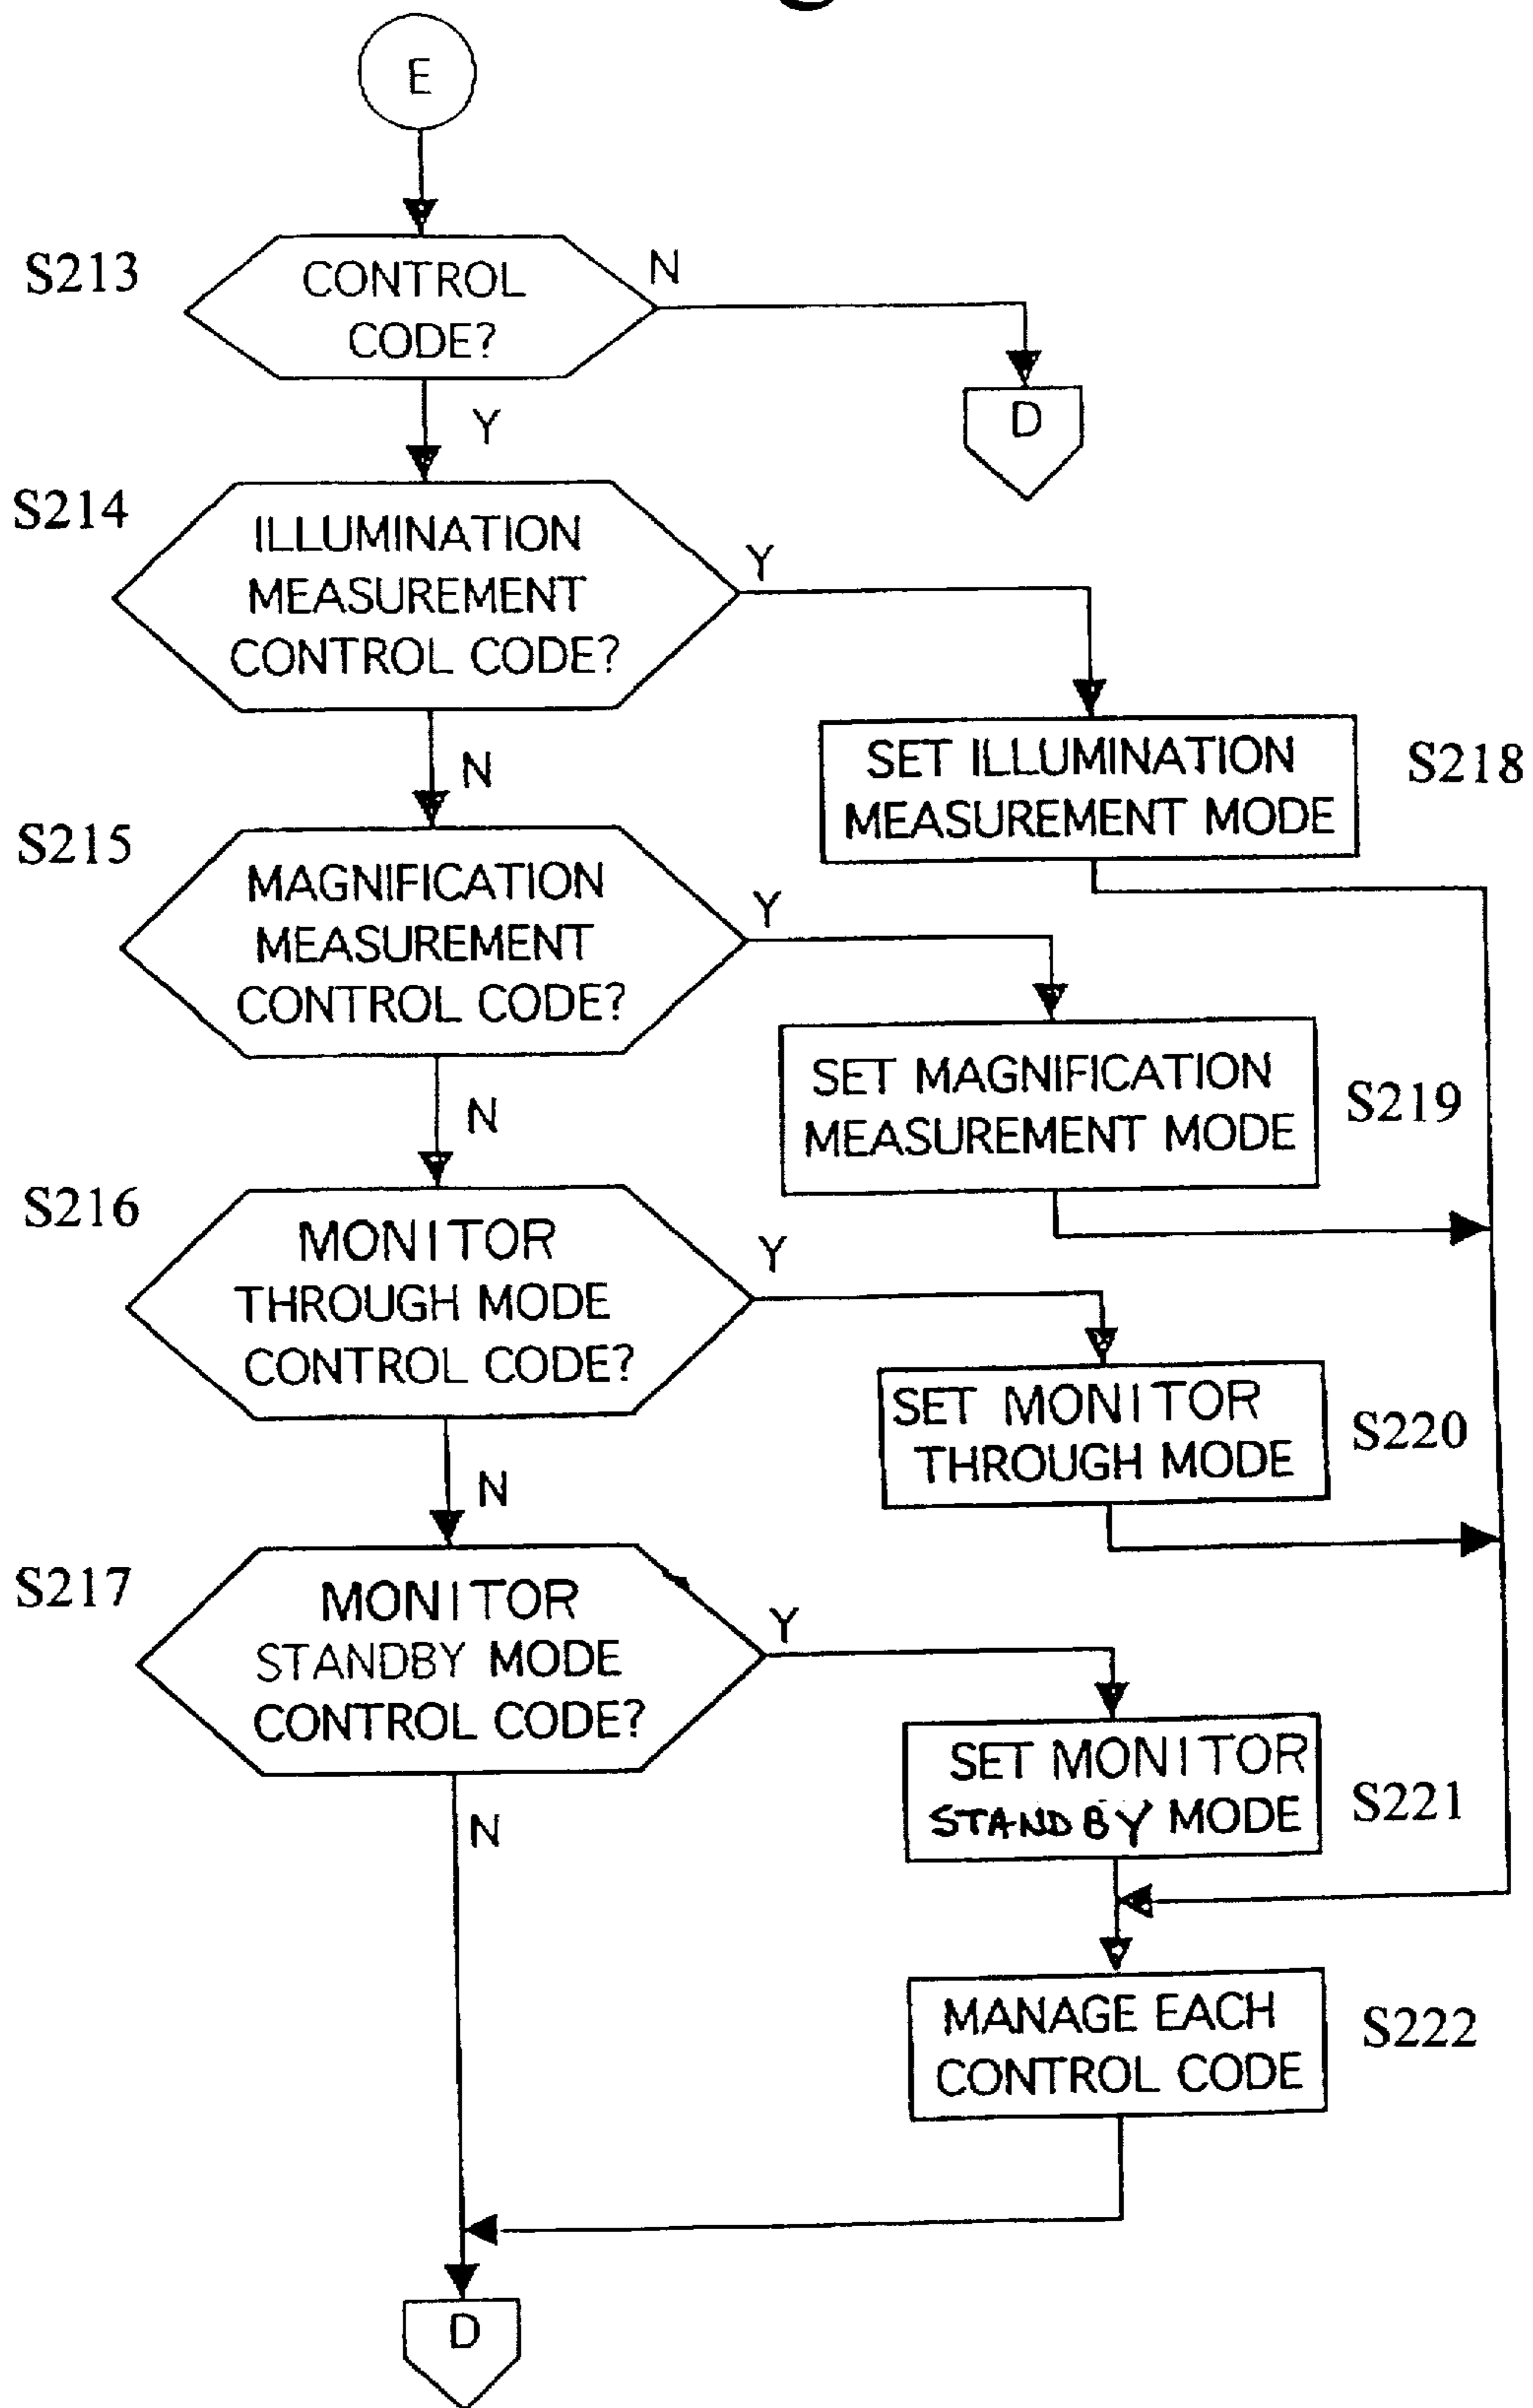 E
S213
CONTROL
CODE?
N
D
Y
S214
ILLUMINATION
MEASUREMENT
CONTROL CODE?
Y
N
SET ILLUMINATION
MEASUREMENT MODE
S218
S215
MAGNIFICATION
MEASUREMENT
CONTROL CODE?
Y
N
SET MAGNIFICATION
MEASUREMENT MODE
S219
S216
MONITOR
THROUGH MODE
CONTROL CODE?
Y
N
SET MONITOR
THROUGH MODE
S220
S217
MONITOR
STANDBY MODE
CONTROL CODE?
Y
N
SET MONITOR
STANDBY MODE
S221
MANAGE EACH
CONTROL CODE
S222
D